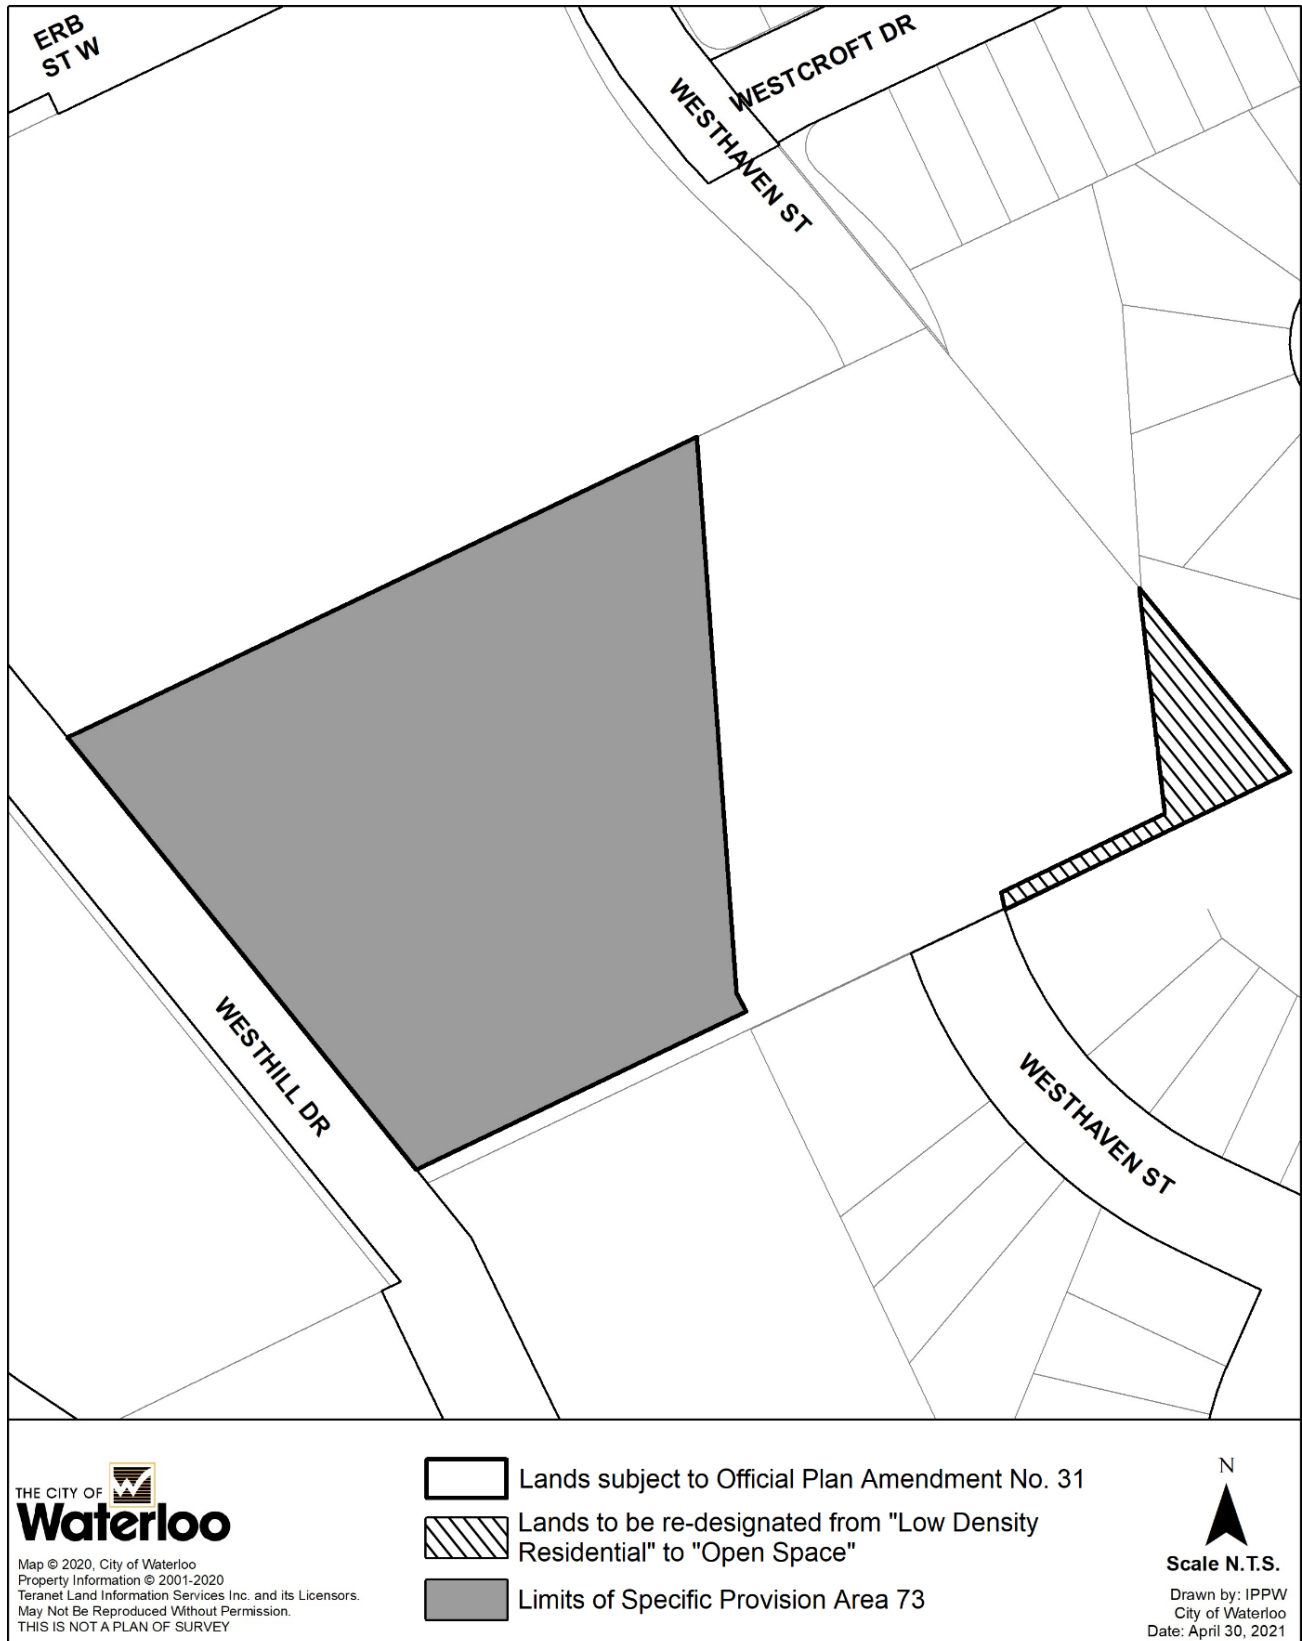 ERB
ST W
WESTCROFT DR
WESTHAVEN ST
WESTHILL DR
WESTHAVEN ST
THE CITY OF
Waterloo
Map © 2020, City of Waterloo
Property Information © 2001-2020
Teranet Land Information Services Inc. and its Licensors.
May Not Be Reproduced Without Permission.
THIS IS NOT A PLAN OF SURVEY
Lands subject to Official Plan Amendment No. 31
Lands to be re-designated from "Low Density
Residential" to "Open Space"
Limits of Specific Provision Area 73
N
Scale N.T.S.
Drawn by: IPPW
City of Waterloo
Date: April 30, 2021